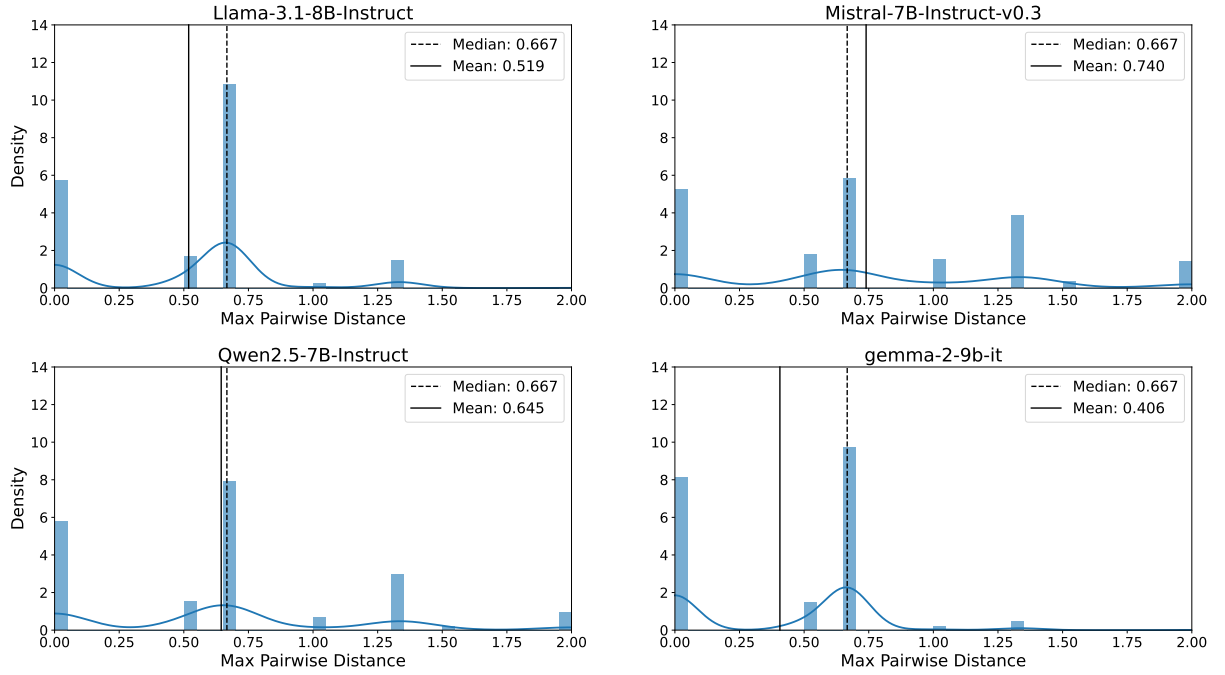 Llama-3.1-8B-Instruct
14
12
10
8
6
4
2
0
Density
Median: 0.667
Mean: 0.519
0.00 0.25 0.50 0.75 1.00 1.25 1.50 1.75 2.00
Max Pairwise Distance
Mistral-7B-Instruct-v0.3
14
12
10
8
6
4
2
0
Median: 0.667
Mean: 0.740
0.00 0.25 0.50 0.75 1.00 1.25 1.50 1.75 2.00
Max Pairwise Distance
Qwen2.5-7B-Instruct
14
12
10
8
6
4
2
0
Density
Median: 0.667
Mean: 0.645
0.00 0.25 0.50 0.75 1.00 1.25 1.50 1.75 2.00
Max Pairwise Distance
gemma-2-9b-it
14
12
10
8
6
4
2
0
Median: 0.667
Mean: 0.406
0.00 0.25 0.50 0.75 1.00 1.25 1.50 1.75 2.00
Max Pairwise Distance